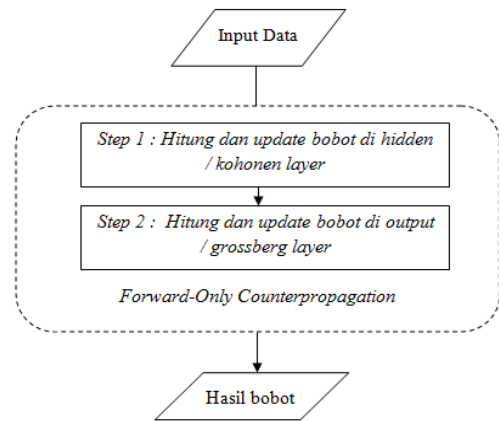 Input Data
Step 1 : Hitung dan update bobot di hidden
/ kohonen layer
Step 2 : Hitung dan update bobot di output
/ grossberg layer
Forward-Only Counterpropagation
Hasil bobot